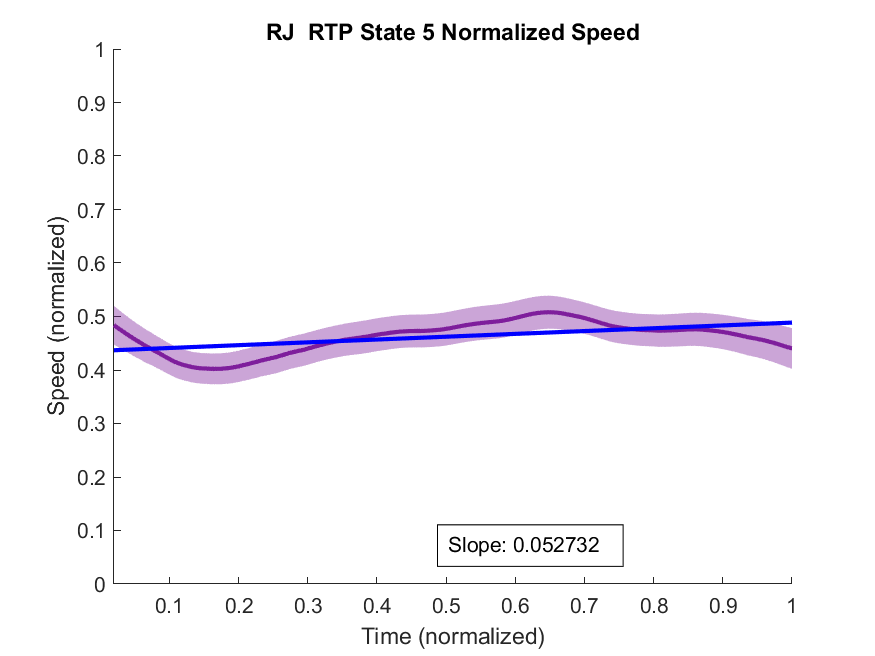 RJ  RTP State 5 Normalized Speed
1
0.9
0.8
0.7
0.6
0.5
0.4
0.3
0.2
0.1
0
Speed (normalized)
Slope: 0.052732
0.1 0.2 0.3 0.4 0.5 0.6 0.7 0.8 0.9 1
Time (normalized)